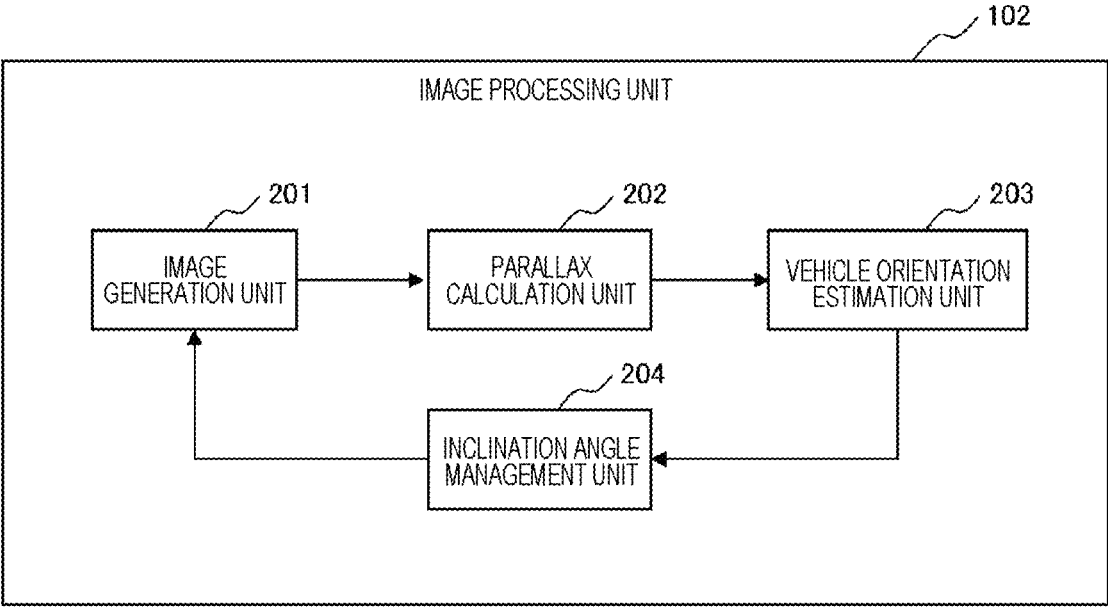 102
IMAGE PROCESSING UNIT
201
IMAGE
GENERATION UNIT
202
PARALLAX
CALCULATION UNIT
203
VEHICLE ORIENTATION
ESTIMATION UNIT
204
INCLINATION ANGLE
MANAGEMENT UNIT